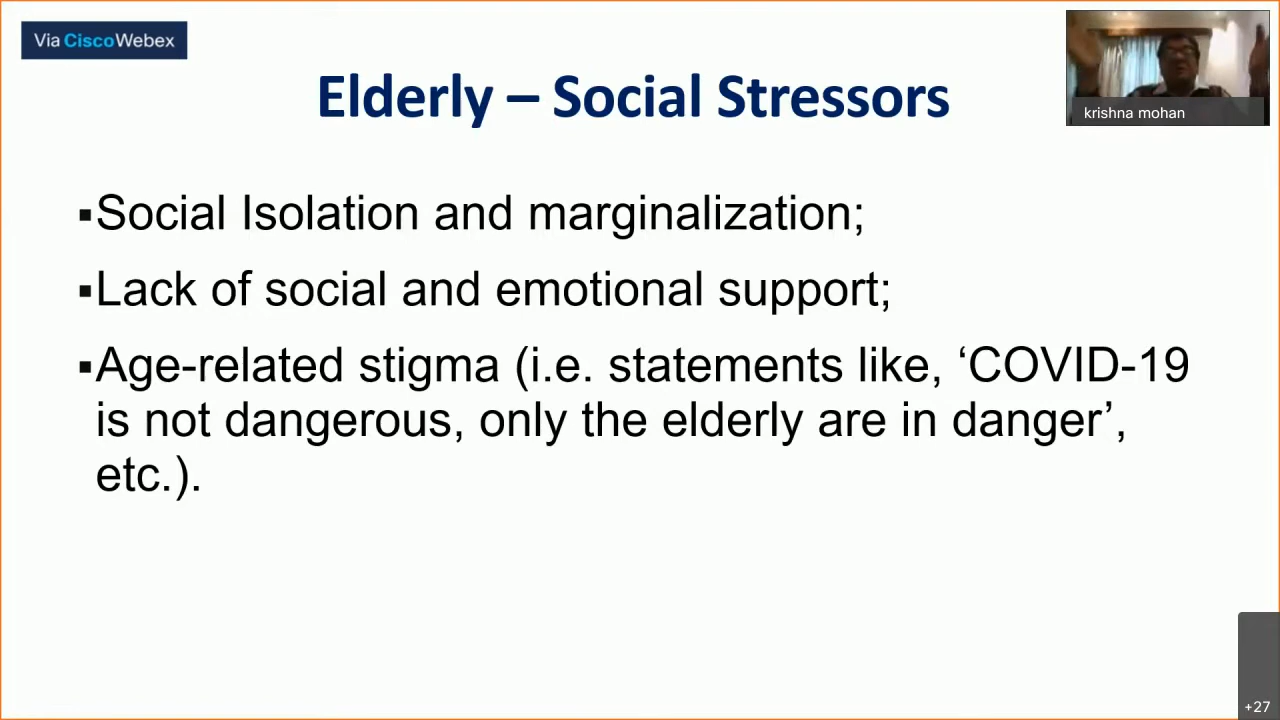 Via CiscoWebex
krishna mohan
Elderly – Social Stressors
▪Social Isolation and marginalization;
▪Lack of social and emotional support;
▪Age-related stigma (i.e. statements like, ‘COVID-19
is not dangerous, only the elderly are in danger’,
etc.).
+27